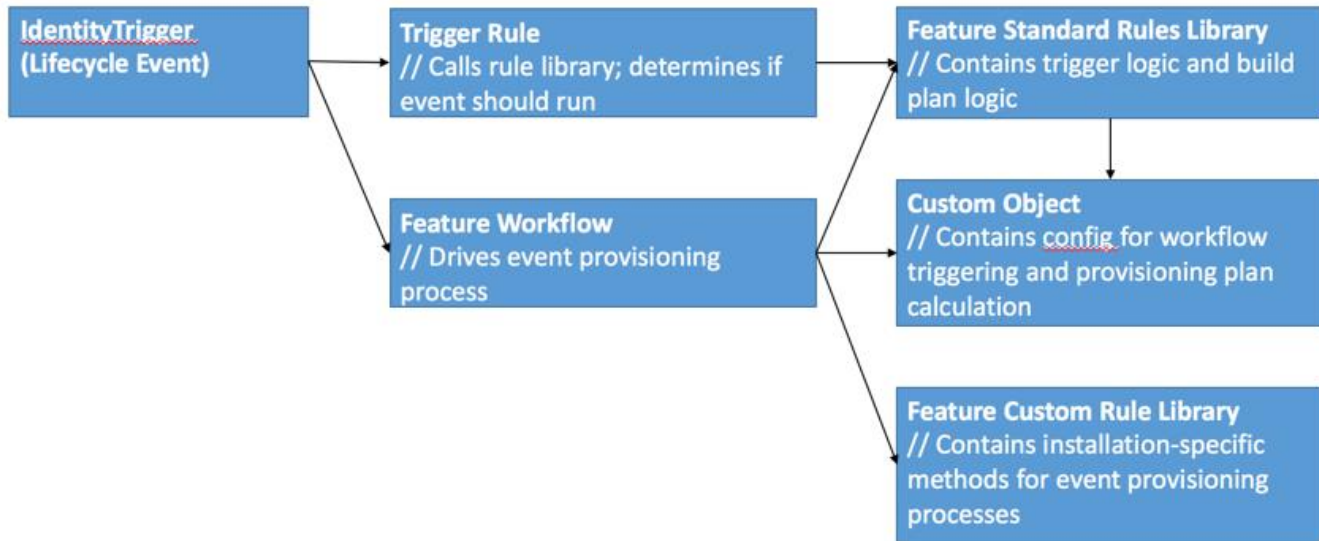 IdentityTrigger
(Lifecycle Event)
Trigger Rule
// Calls rule library; determines if
event should run
Feature Standard Rules Library
// Contains trigger logic and build
plan logic
Feature Workflow
// Drives event provisioning
process
Custom Object
// Contains config for workflow
triggering and provisioning plan
calculation
Feature Custom Rule Library
// Contains installation-specific
methods for event provisioning
processes